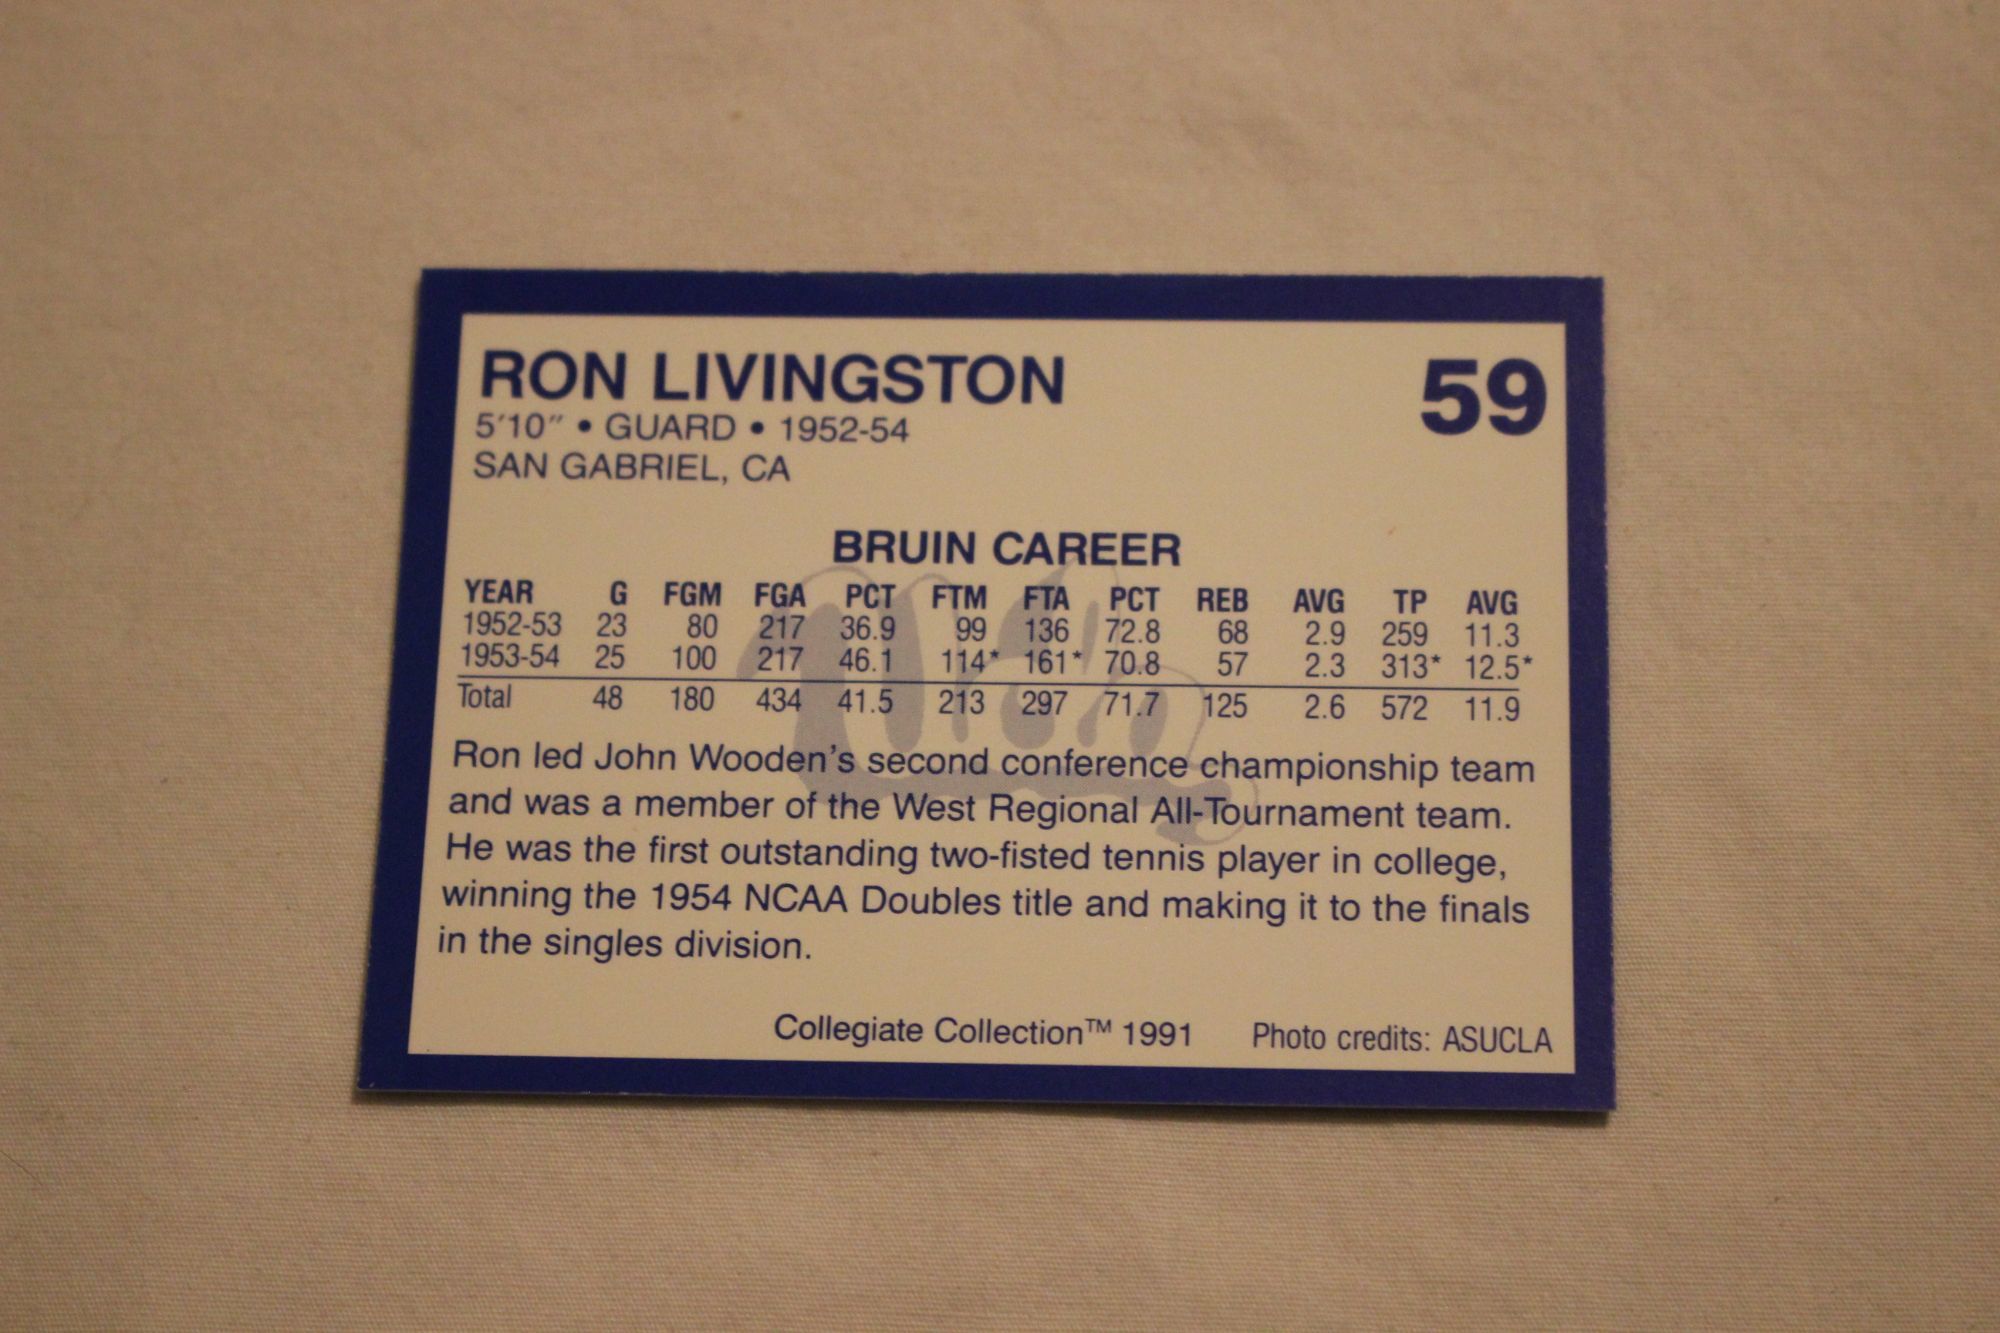 RON LIVINGSTON 59
5'10" • GUARD • 1952-54
SAN GABRIEL, CA
BRUIN CAREER
YEAR G FGM FGA PCT FTM FTA PCT REB AVG TP AVG
1952-53 23 80 217 36.9 99 136 72.8 68 2.9 259 11.3
1953-54 25 100 217 46.1 114* 161* 70.8 57 2.3 313* 12.5*
Total 48 180 434 41.5 213 297 71.7 125 2.6 572 11.9
Ron led John Wooden's second conference championship team
and was a member of the West Regional All-Tournament team.
He was the first outstanding two-fisted tennis player in college,
winning the 1954 NCAA Doubles title and making it to the finals
in the singles division.
Collegiate Collection™ 1991 Photo credits: ASUCLA